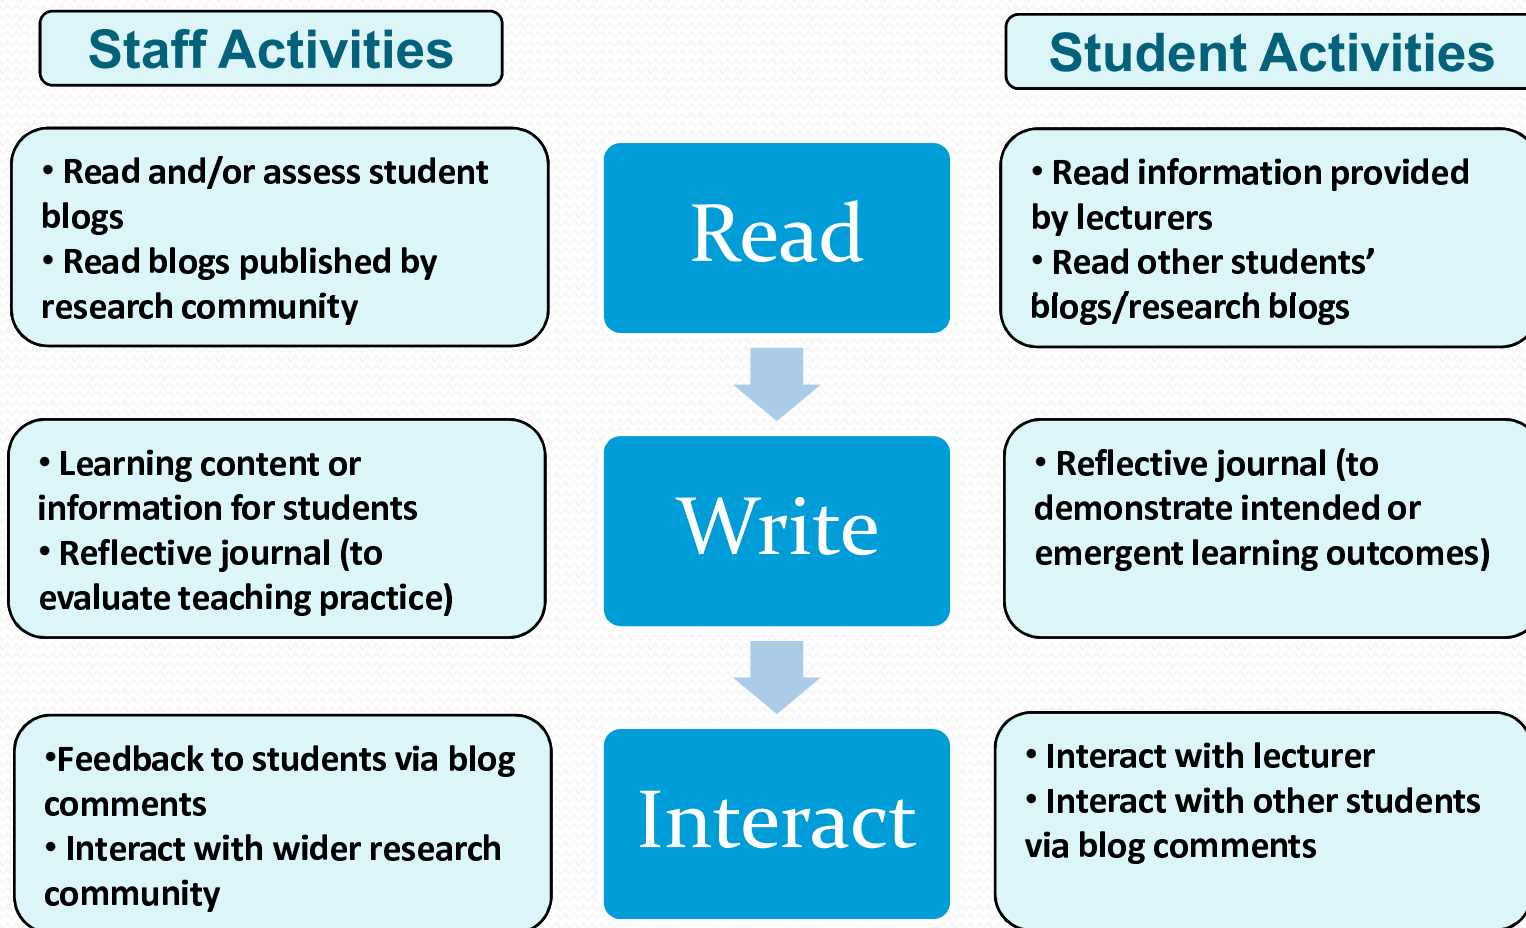 Staff Activities
Student Activities
• Read and/or assess student
blogs
• Read blogs published by
research community
Read
• Read information provided
by lecturers
• Read other students’
blogs/research blogs
• Learning content or
information for students
• Reflective journal (to
evaluate teaching practice)
Write
• Reflective journal (to
demonstrate intended or
emergent learning outcomes)
•Feedback to students via blog
comments
• Interact with wider research
community
Interact
• Interact with lecturer
• Interact with other students
via blog comments